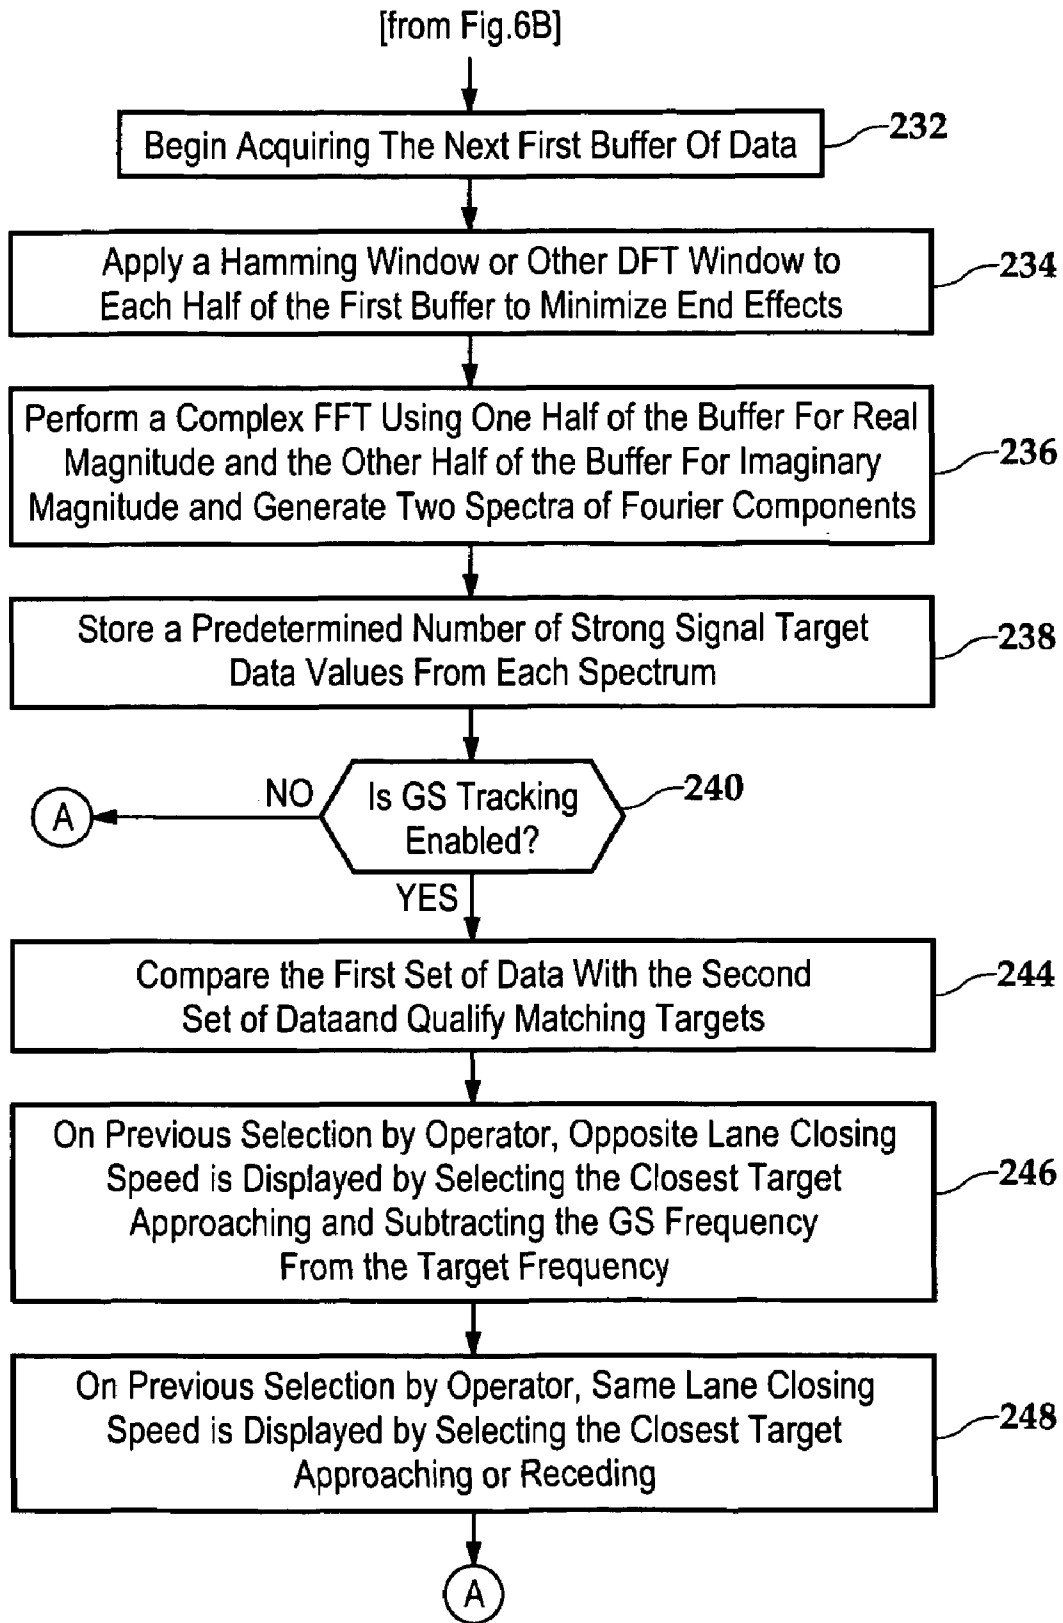 [from Fig.6B]
Begin Acquiring The Next First Buffer Of Data
232
Apply a Hamming Window or Other DFT Window to
Each Half of the First Buffer to Minimize End Effects
234
Perform a Complex FFT Using One Half of the Buffer For Real
Magnitude and the Other Half of the Buffer For Imaginary
Magnitude and Generate Two Spectra of Fourier Components
236
Store a Predetermined Number of Strong Signal Target
Data Values From Each Spectrum
238
Is GS Tracking
Enabled?
240
NO
A
YES
Compare the First Set of Data With the Second
Set of Dataand Qualify Matching Targets
244
On Previous Selection by Operator, Opposite Lane Closing
Speed is Displayed by Selecting the Closest Target
Approaching and Subtracting the GS Frequency
From the Target Frequency
246
On Previous Selection by Operator, Same Lane Closing
Speed is Displayed by Selecting the Closest Target
Approaching or Receding
248
A